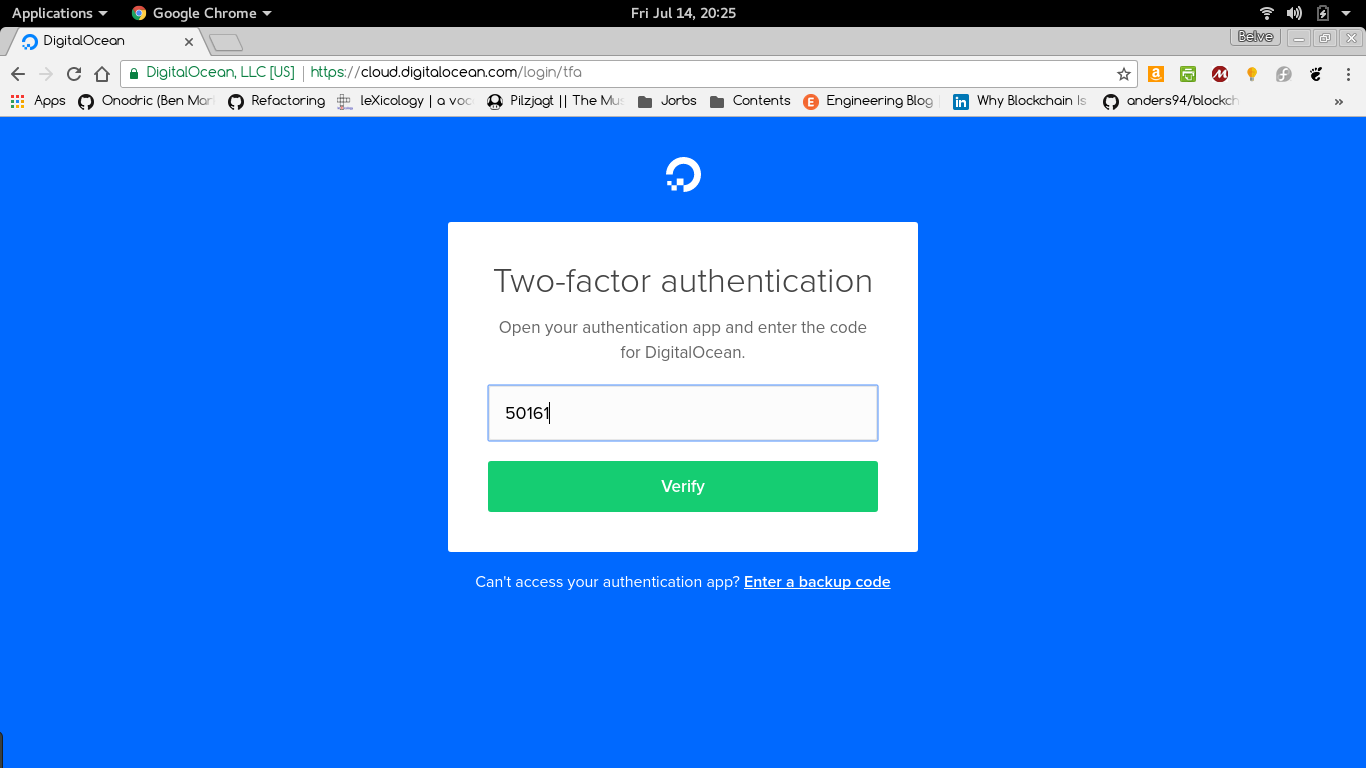 Applications Google Chrome Fri Jul 14, 20:25
DigitalOcean Belve
DigitalOcean, LLC [US] https://cloud.digitalocean.com/login/tfa
Apps Onodric (Ben Mar Refactoring leXicology | a voc Pilzjagt || The Mu Jorbs Contents Engineering Blog Why Blockchain Is anders94/blockch »
Two-factor authentication
Open your authentication app and enter the code
for DigitalOcean.
50161
Verify
Can't access your authentication app? Enter a backup code